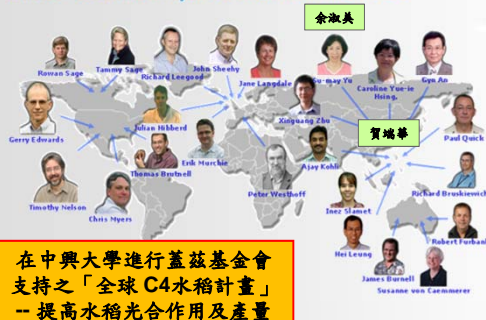 余淑美
Rowan Sage
Tammy Sage
Richard Leegood
John Sheehy
Jane Langdale
Su-may Yu
Caroline Yue-ie Hsing,
Gyn An
Gerry Edwards
Julian Hibberd
Xinguang Zhu
賀端華
Paul Quick
Erik Murchie
Thomas Brutnell
Ajay Kohli
Timothy Nelson
Chris Myers
Peter Westhoff
Inez Slamet
Richard Bruskiewich
Hei Leung
Robert Furbank
James Burnell
Susanne von Caemmerer
在中興大學進行蓋茲基金會
支持之「全球 C4水稻計畫」
-- 提高水稻光合作用及產量